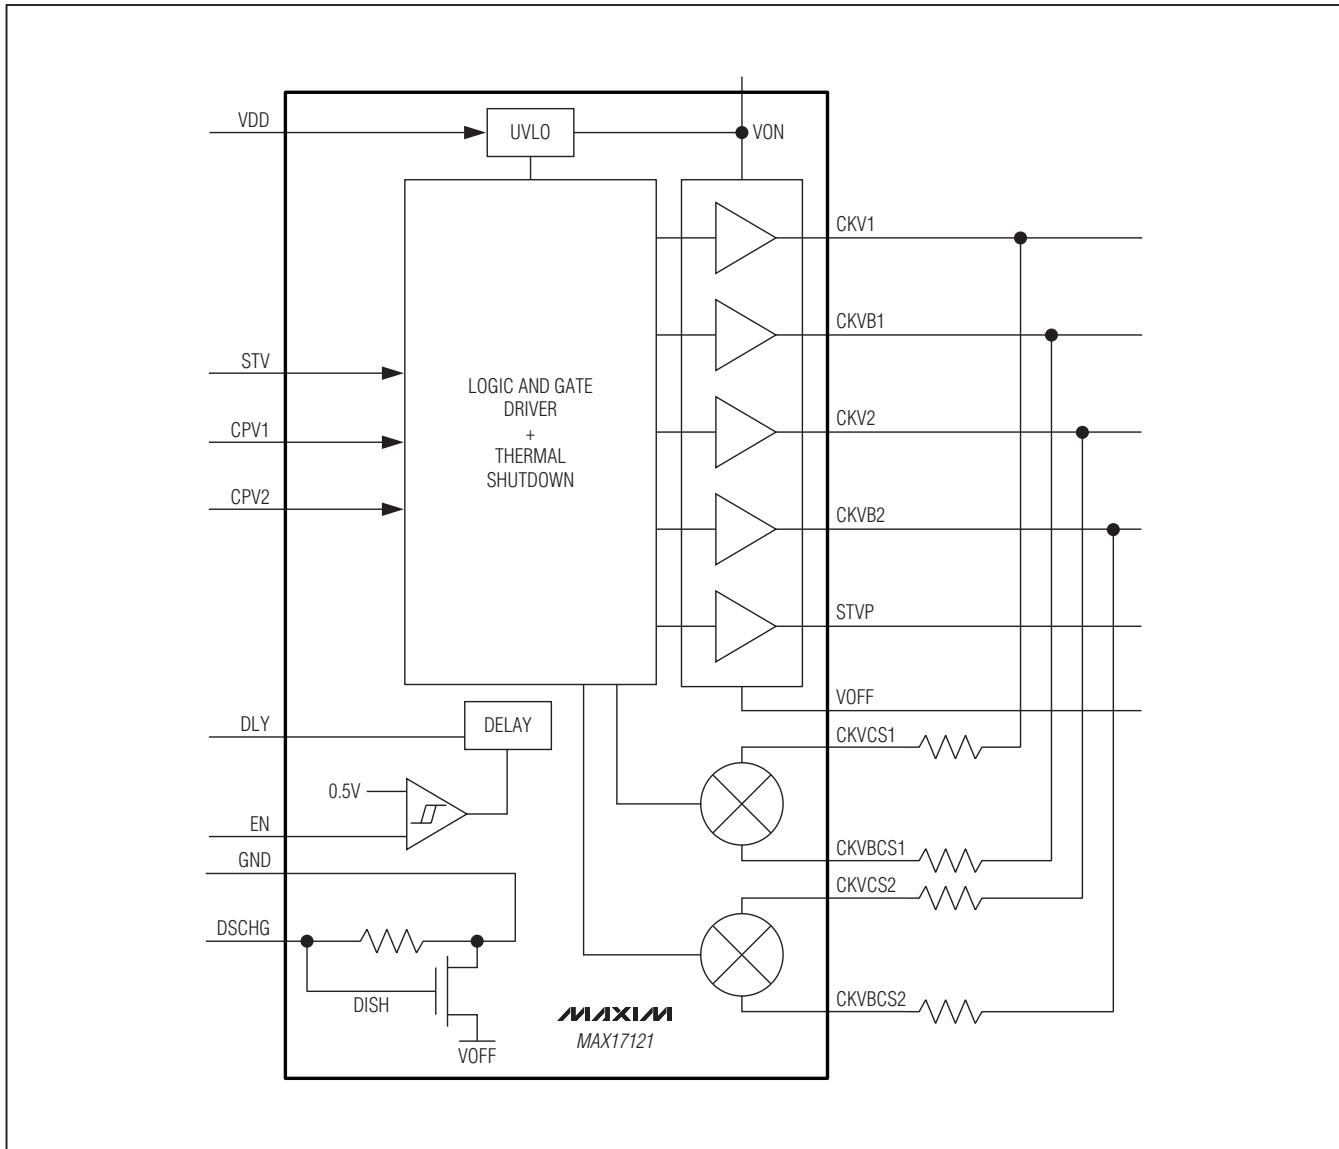 VDD
UVLO
VON
CKV1
CKVB1
STV
LOGIC AND GATE
DRIVER
+
THERMAL
SHUTDOWN
CPV1
CKV2
CPV2
CKVB2
STVP
VOFF
DLY
DELAY
CKVCS1
0.5V
EN
CKVBCS1
GND
CKVCS2
DSCHG
DISH
CKVBCS2
MAXIM
MAX17121
VOFF